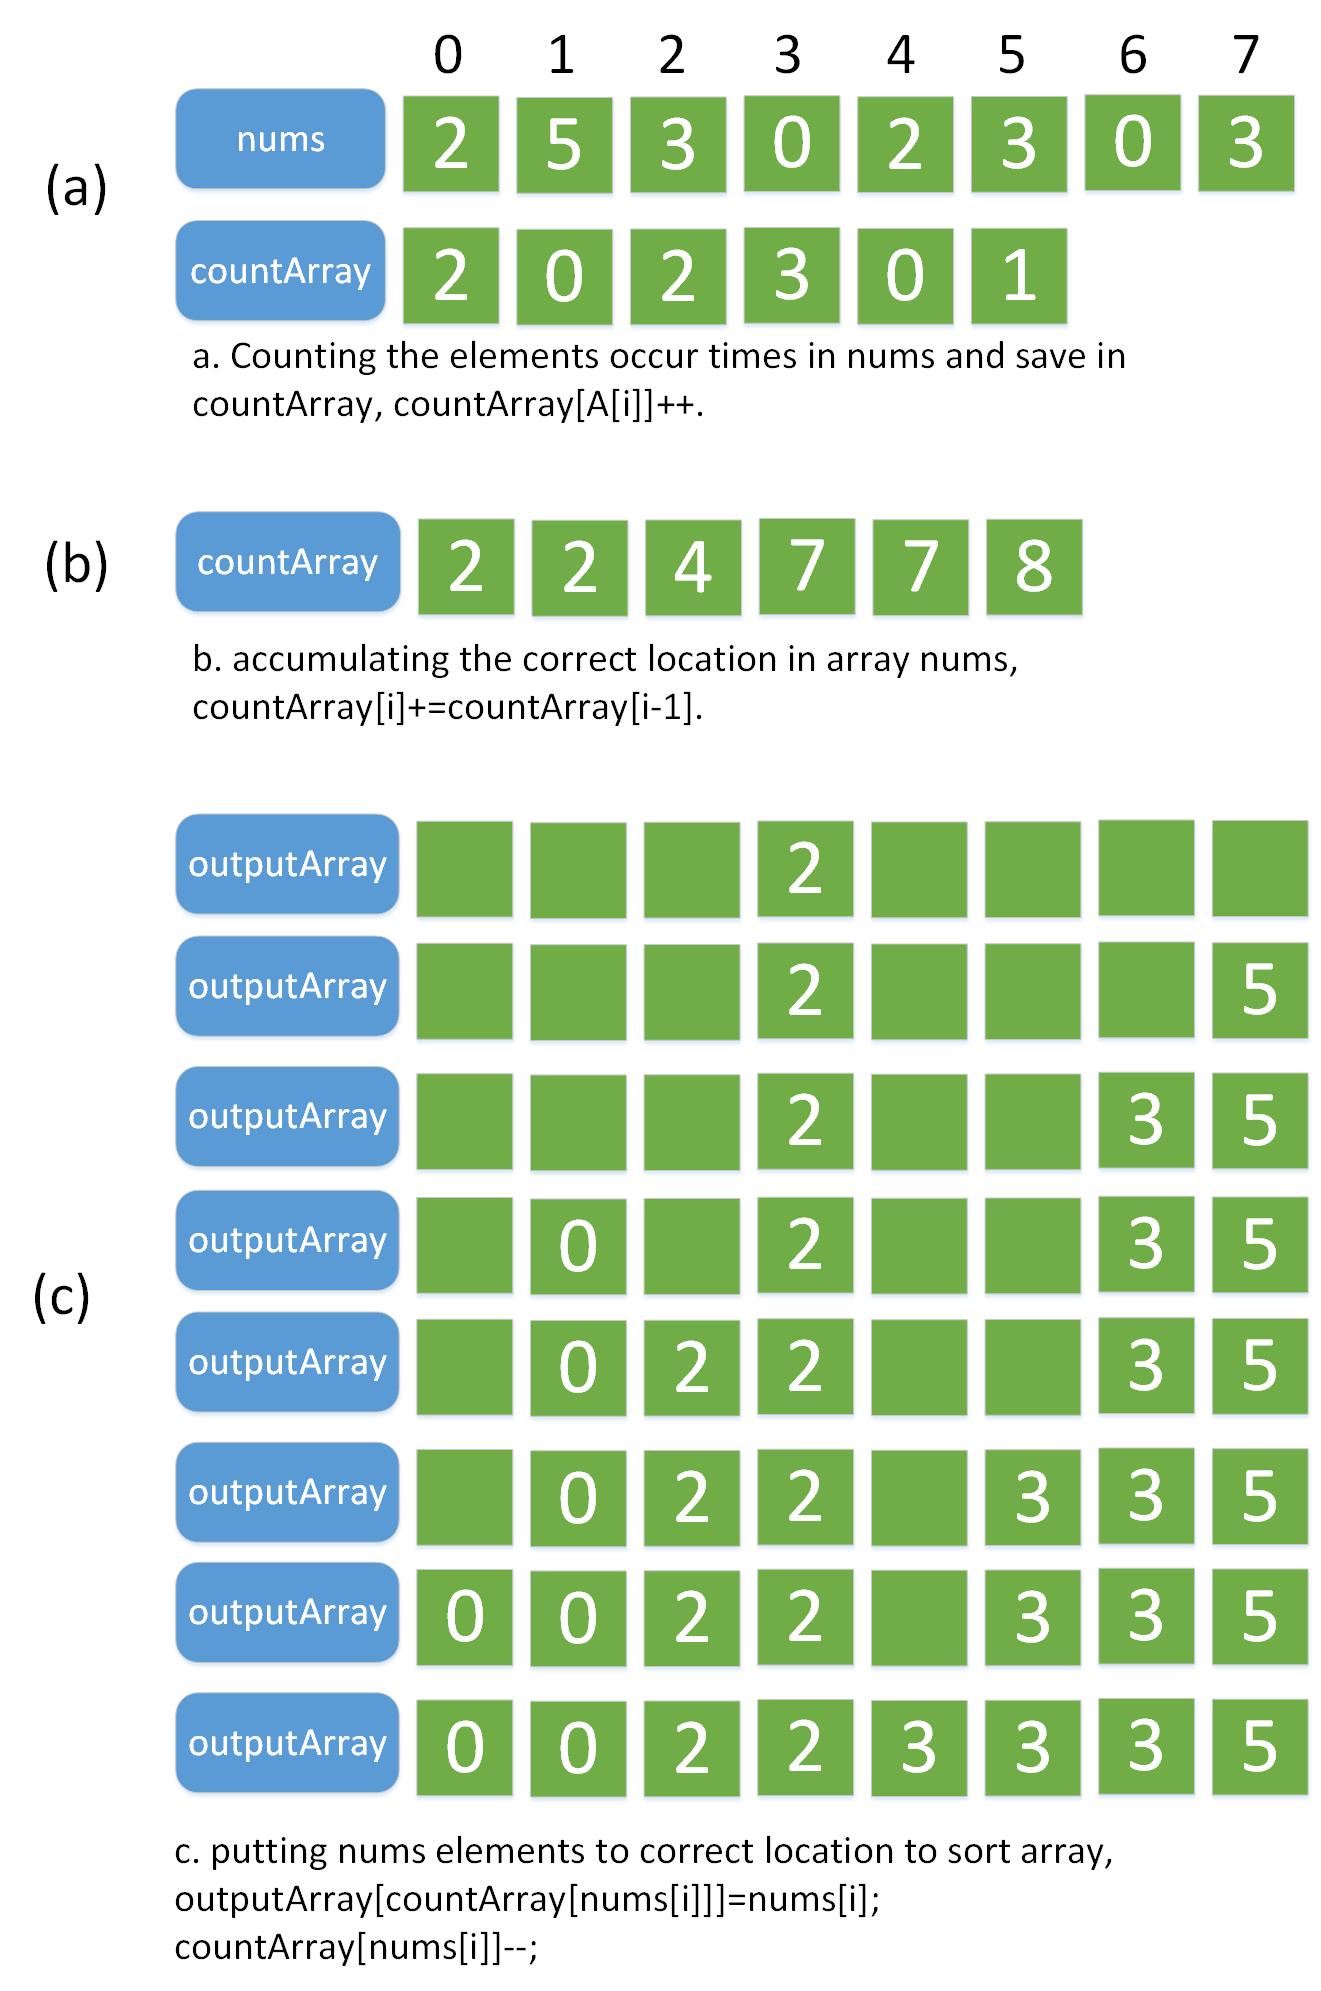 0 1 2 3 4 5 6 7
(a)
nums 2 5 3 0 2 3 0 3
countArray 2 0 2 3 0 1
a. Counting the elements occur times in nums and save in
countArray, countArray[A[i]]++.
(b)
countArray 2 2 4 7 7 8
b. accumulating the correct location in array nums,
countArray[i]+=countArray[i-1].
(c)
outputArray 2
outputArray 2 5
outputArray 2 3 5
outputArray 0 2 3 5
outputArray 0 2 2 3 5
outputArray 0 2 2 3 3 5
outputArray 0 0 2 2 3 3 5
outputArray 0 0 2 2 3 3 3 5
c. putting nums elements to correct location to sort array,
outputArray[countArray[nums[i]]]=nums[i];
countArray[nums[i]]--;